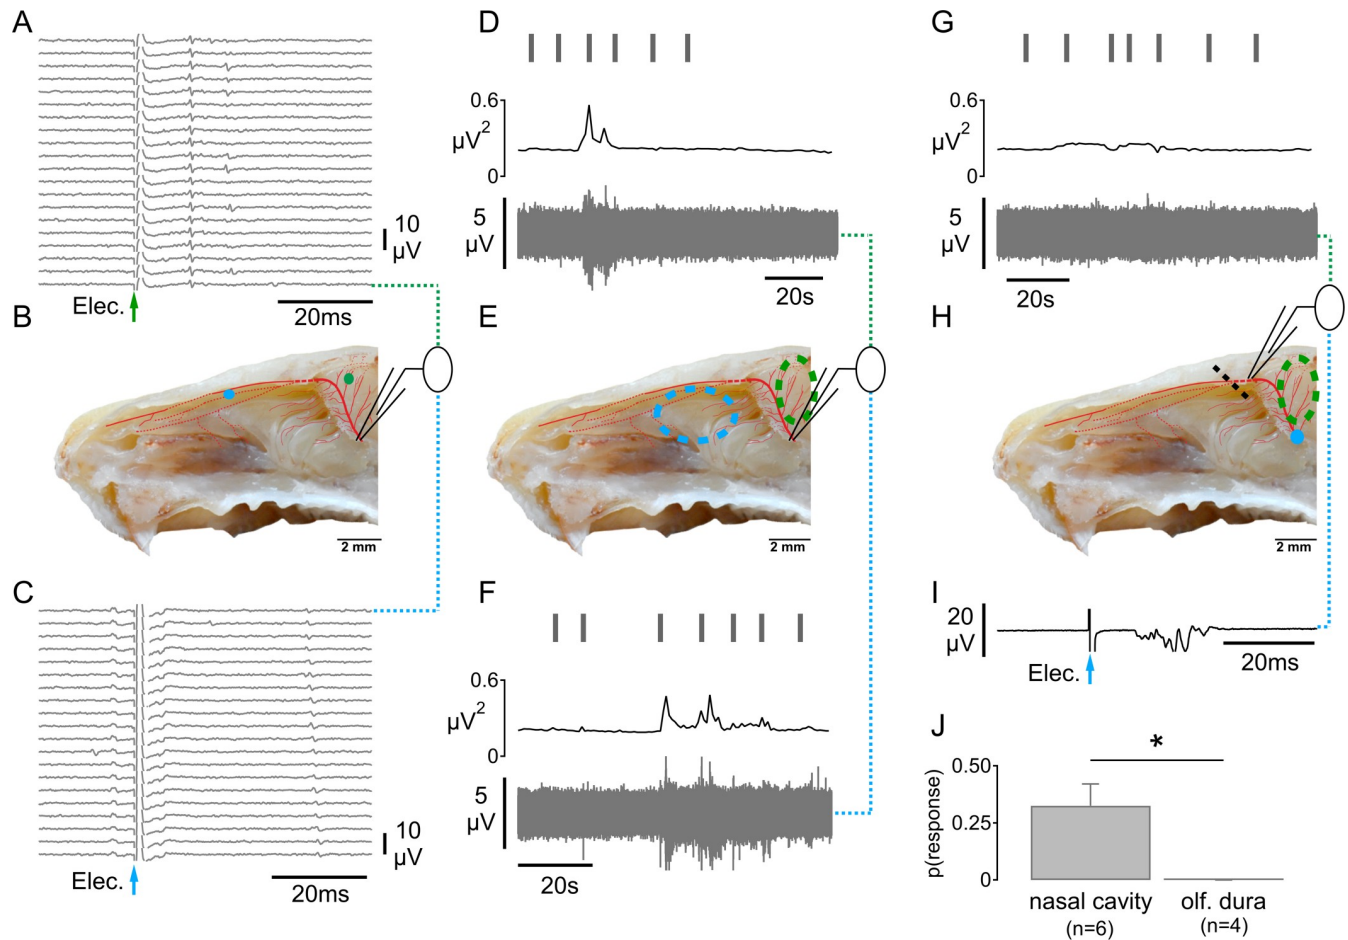 A
10
µV
Elec.
20ms
B
2 mm
C
10
µV
Elec.
20ms
D
0.6
µV2
0
5
µV
20s
E
2 mm
F
0.6
µV2
0
5
µV
20s
G
0.6
µV2
0
5
µV
20s
H
2 mm
I
20
µV
Elec.
20ms
J
*
0.50
0.25
0
p(response)
nasal cavity
(n=6)
olf. dura
(n=4)